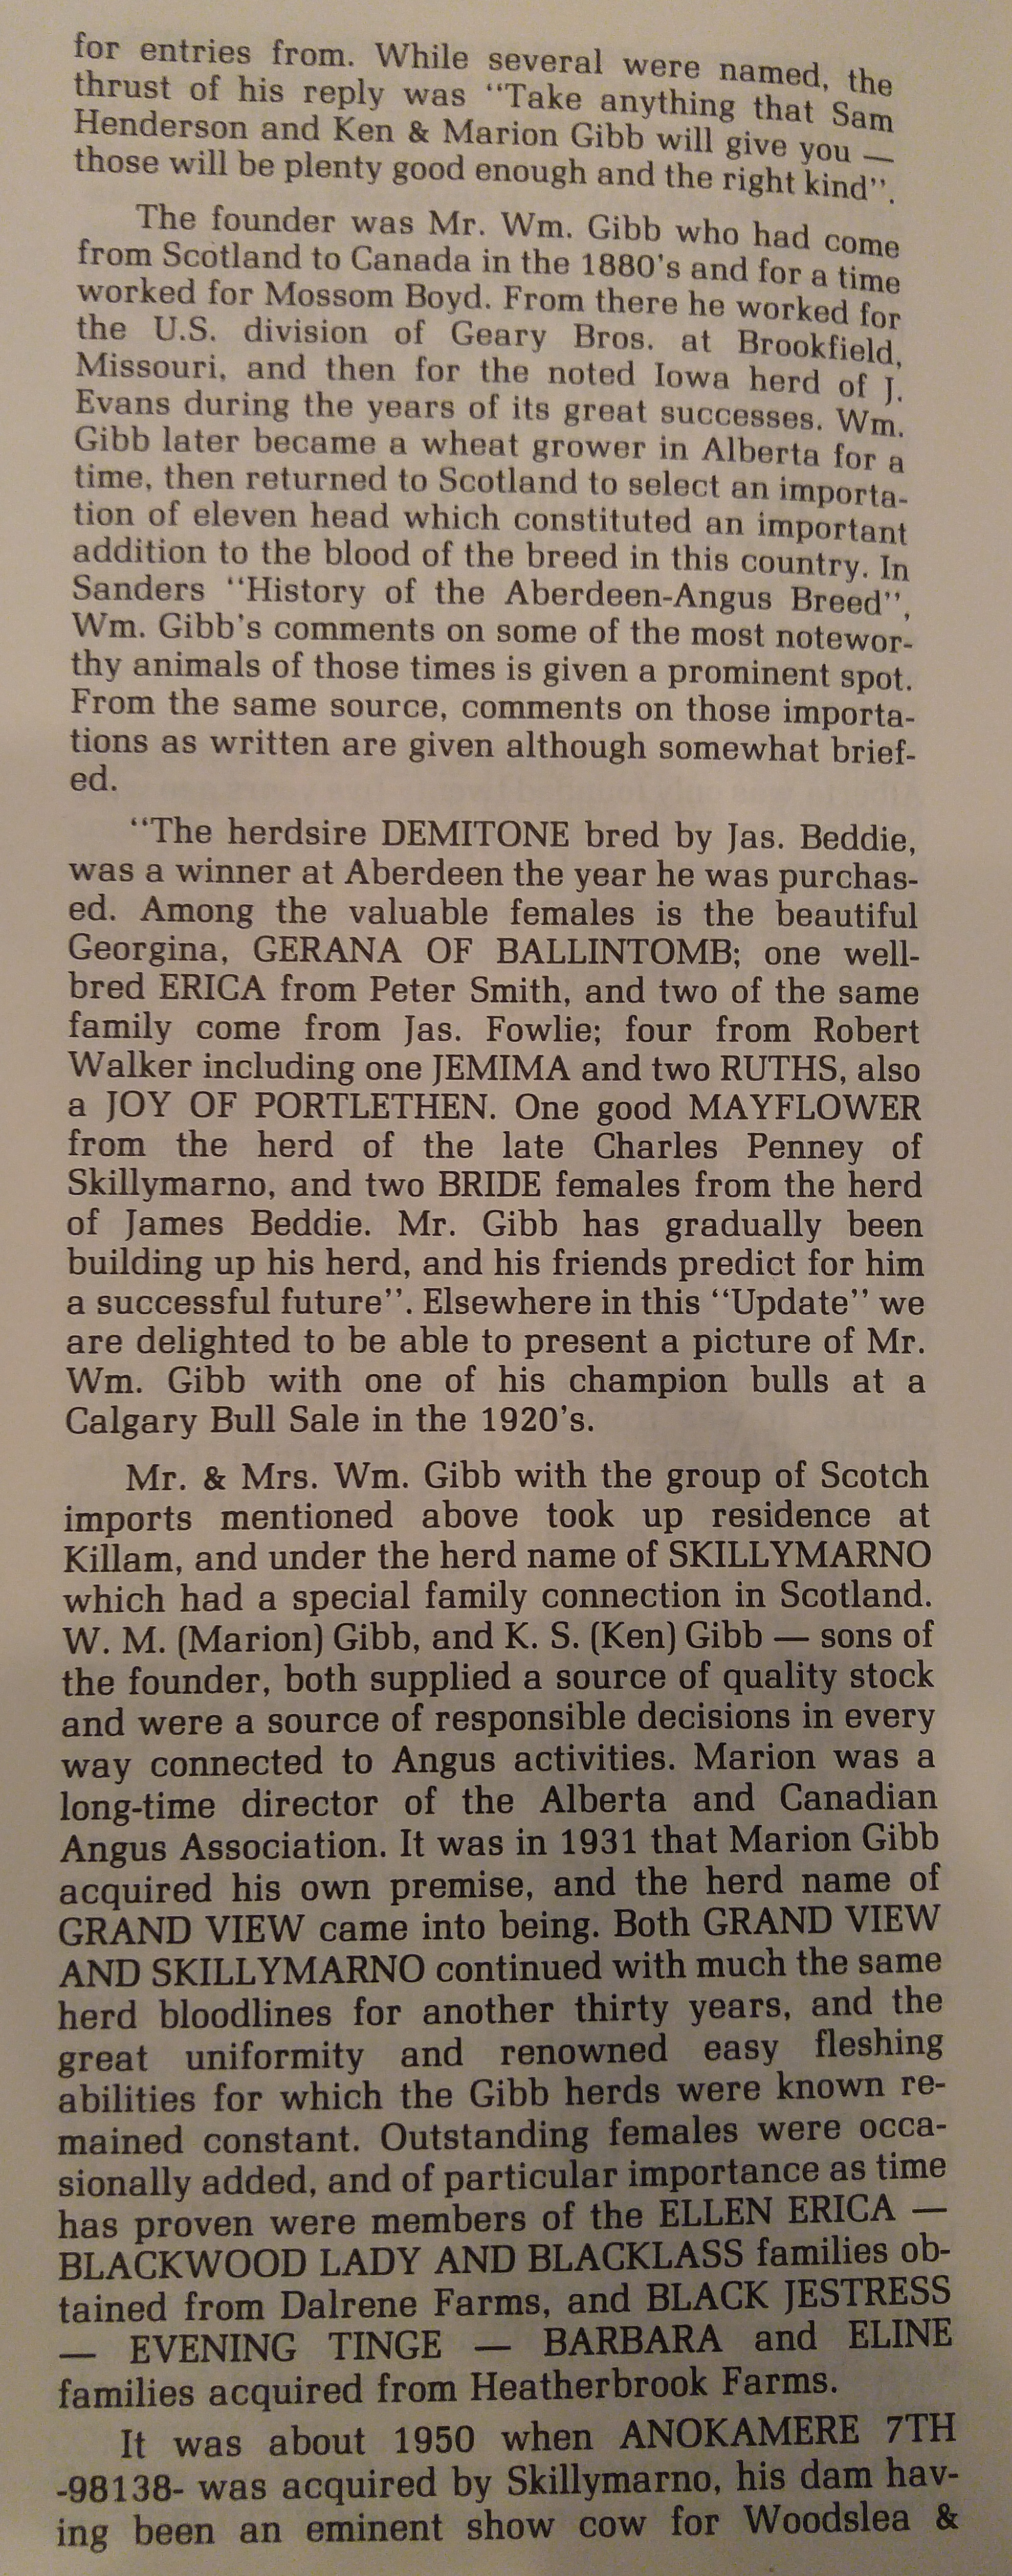 for entries from. While several were named, the
thrust of his reply was "Take anything that Sam
Henderson and Ken & Marion Gibb will give you —
those will be plenty good enough and the right kind".
The founder was Mr. Wm. Gibb who had come
from Scotland to Canada in the 1880's and for a time
worked for Mossom Boyd. From there he worked for
the U.S. division of Geary Bros. at Brookfield,
Missouri, and then for the noted Iowa herd of J.
Evans during the years of its great successes. Wm.
Gibb later became a wheat grower in Alberta for a
time, then returned to Scotland to select an importa-
tion of eleven head which constituted an important
addition to the blood of the breed in this country. In
Sanders "History of the Aberdeen-Angus Breed",
Wm. Gibb's comments on some of the most notewor-
thy animals of those times is given a prominent spot.
From the same source, comments on those importa-
tions as written are given although somewhat brief-
ed.
"The herdsire DEMITONE bred by Jas. Beddie,
was a winner at Aberdeen the year he was purchas-
ed. Among the valuable females is the beautiful
Georgina, GERANA OF BALLINTOMB; one well-
bred ERICA from Peter Smith, and two of the same
family come from Jas. Fowlie; four from Robert
Walker including one JEMIMA and two RUTHS, also
a JOY OF PORTLETHEN. One good MAYFLOWER
from the herd of the late Charles Penney of
Skillymarno, and two BRIDE females from the herd
of James Beddie. Mr. Gibb has gradually been
building up his herd, and his friends predict for him
a successful future". Elsewhere in this "Update" we
are delighted to be able to present a picture of Mr.
Wm. Gibb with one of his champion bulls at a
Calgary Bull Sale in the 1920's.
Mr. & Mrs. Wm. Gibb with the group of Scotch
imports mentioned above took up residence at
Killam, and under the herd name of SKILLYMARNO
which had a special family connection in Scotland.
W. M. (Marion) Gibb, and K. S. (Ken) Gibb — sons of
the founder, both supplied a source of quality stock
and were a source of responsible decisions in every
way connected to Angus activities. Marion was a
long-time director of the Alberta and Canadian
Angus Association. It was in 1931 that Marion Gibb
acquired his own premise, and the herd name of
GRAND VIEW came into being. Both GRAND VIEW
AND SKILLYMARNO continued with much the same
herd bloodlines for another thirty years, and the
great uniformity and renowned easy fleshing
abilities for which the Gibb herds were known re-
mained constant. Outstanding females were occa-
sionally added, and of particular importance as time
has proven were members of the ELLEN ERICA —
BLACKWOOD LADY AND BLACKLASS families ob-
tained from Dalrene Farms, and BLACK JESTRESS
— EVENING TINGE — BARBARA and ELINE
families acquired from Heatherbrook Farms.
It was about 1950 when ANOKAMERE 7TH
-98138- was acquired by Skillymarno, his dam hav-
ing been an eminent show cow for Woodslea &